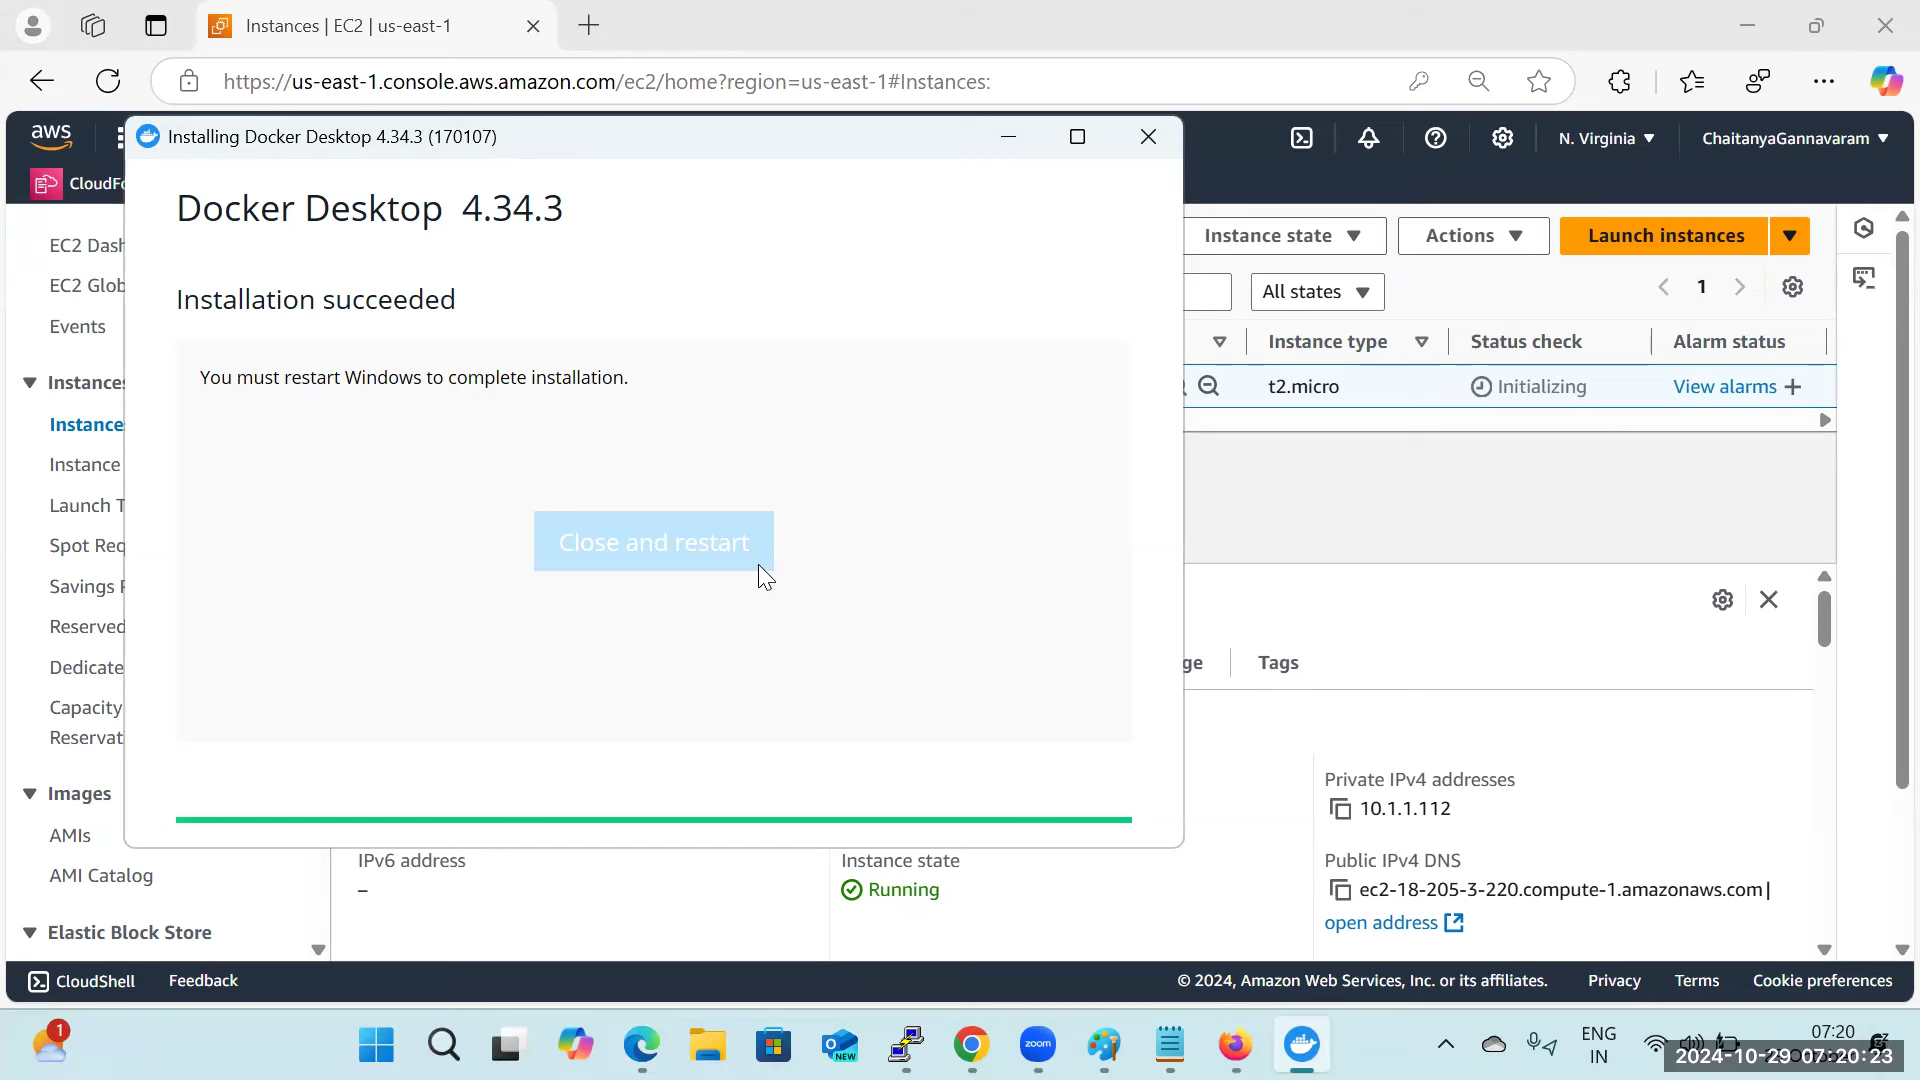 Instances | EC2 | us-east-1
https://us-east-1.console.aws.amazon.com/ec2/home?region=us-east-1#Instances:
aws
Installing Docker Desktop 4.34.3 (170107)
N. Virginia
ChaitanyaGannavaram
CloudFo
Docker Desktop 4.34.3
Installation succeeded
You must restart Windows to complete installation.
Close and restart
EC2 Dash
EC2 Glob
Events
Instances
Instance
Instance
Launch T
Spot Req
Savings P
Reserved
Dedicate
Capacity
Reservat
Images
AMIs
AMI Catalog
Elastic Block Store
Instance state
Actions
Launch instances
All states
1
Instance type
Status check
Alarm status
t2.micro
Initializing
View alarms +
ge
Tags
Private IPv4 addresses
10.1.1.112
IPv6 address
–
Instance state
Running
Public IPv4 DNS
ec2-18-205-3-220.compute-1.amazonaws.com |
open address
CloudShell
Feedback
© 2024, Amazon Web Services, Inc. or its affiliates.
Privacy
Terms
Cookie preferences
1
NEW
zoom
ENG
IN
07:20
2024-10-29 07:20:23